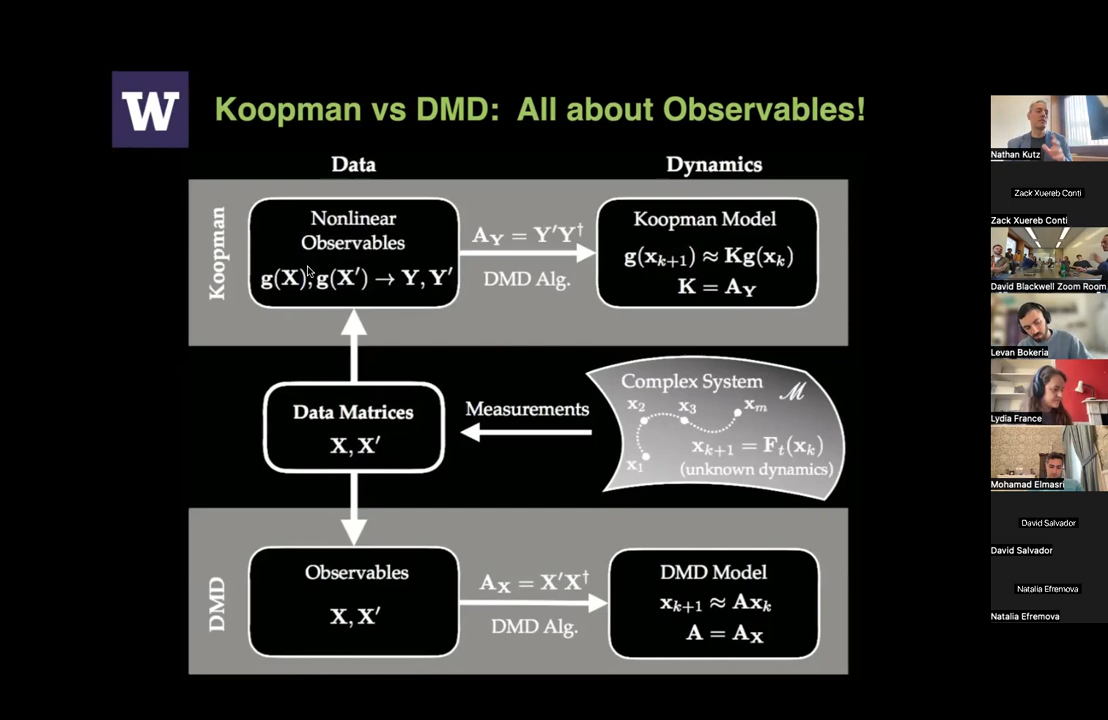 W
Koopman vs DMD: All about Observables!
Data
Dynamics
Koopman
Nonlinear
Observables
g(X), g(X′) → Y, Y′
A_Y = Y′Y†
DMD Alg.
Koopman Model
g(x_{k+1}) ≈ Kg(x_k)
K = A_Y
Data Matrices
X, X′
Measurements
Complex System
ℳ
x_2
x_3
x_m
x_1
x_{k+1} = F_t(x_k)
(unknown dynamics)
DMD
Observables
X, X′
A_X = X′X†
DMD Alg.
DMD Model
x_{k+1} ≈ Ax_k
A = A_X
Nathan Kutz
Zack Xuereb Conti
Zack Xuereb Conti
David Blackwell Zoom Room
Levan Bokeria
Lydia France
Mohamad Elmasri
David Salvador
David Salvador
Natalia Efremova
Natalia Efremova